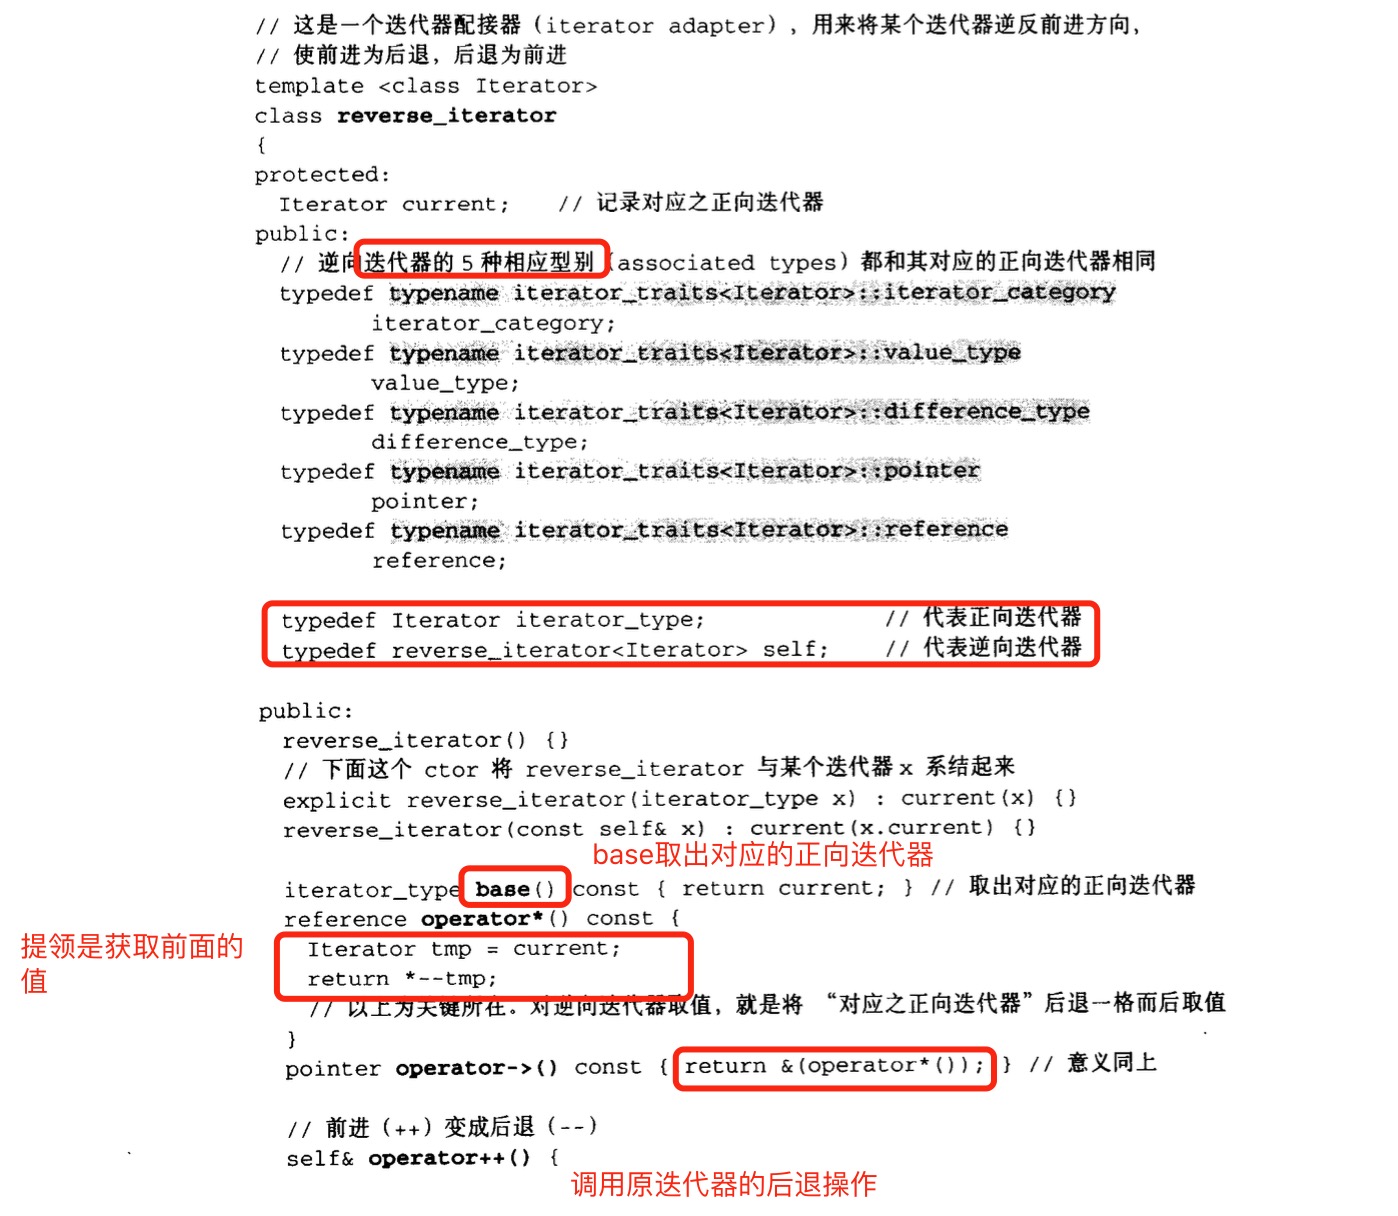 // 这是一个迭代器配接器（iterator adapter），用来将某个迭代器逆反前进方向，
// 使前进为后退，后退为前进
template <class Iterator>
class reverse_iterator
{
protected:
Iterator current;    // 记录对应之正向迭代器
public:
// 逆向迭代器的 5 种相应型别（associated types）都和其对应的正向迭代器相同
typedef typename iterator_traits<Iterator>::iterator_category
iterator_category;
typedef typename iterator_traits<Iterator>::value_type
value_type;
typedef typename iterator_traits<Iterator>::difference_type
difference_type;
typedef typename iterator_traits<Iterator>::pointer
pointer;
typedef typename iterator_traits<Iterator>::reference
reference;
typedef Iterator iterator_type;    // 代表正向迭代器
typedef reverse_iterator<Iterator> self;    // 代表逆向迭代器
public:
reverse_iterator() {}
// 下面这个 ctor 将 reverse_iterator 与某个迭代器 x 系结起来
explicit reverse_iterator(iterator_type x) : current(x) {}
reverse_iterator(const self& x) : current(x.current) {}
base取出对应的正向迭代器
iterator_type base() const { return current; } // 取出对应的正向迭代器
reference operator*() const {
提领是获取前面的
值
Iterator tmp = current;
return *--tmp;
// 以上为关键所在。对逆向迭代器取值，就是将 “对应之正向迭代器”后退一格而后取值
}
pointer operator->() const { return &(operator*()); } // 意义同上
// 前进（++）变成后退（--）
self& operator++() {
调用原迭代器的后退操作